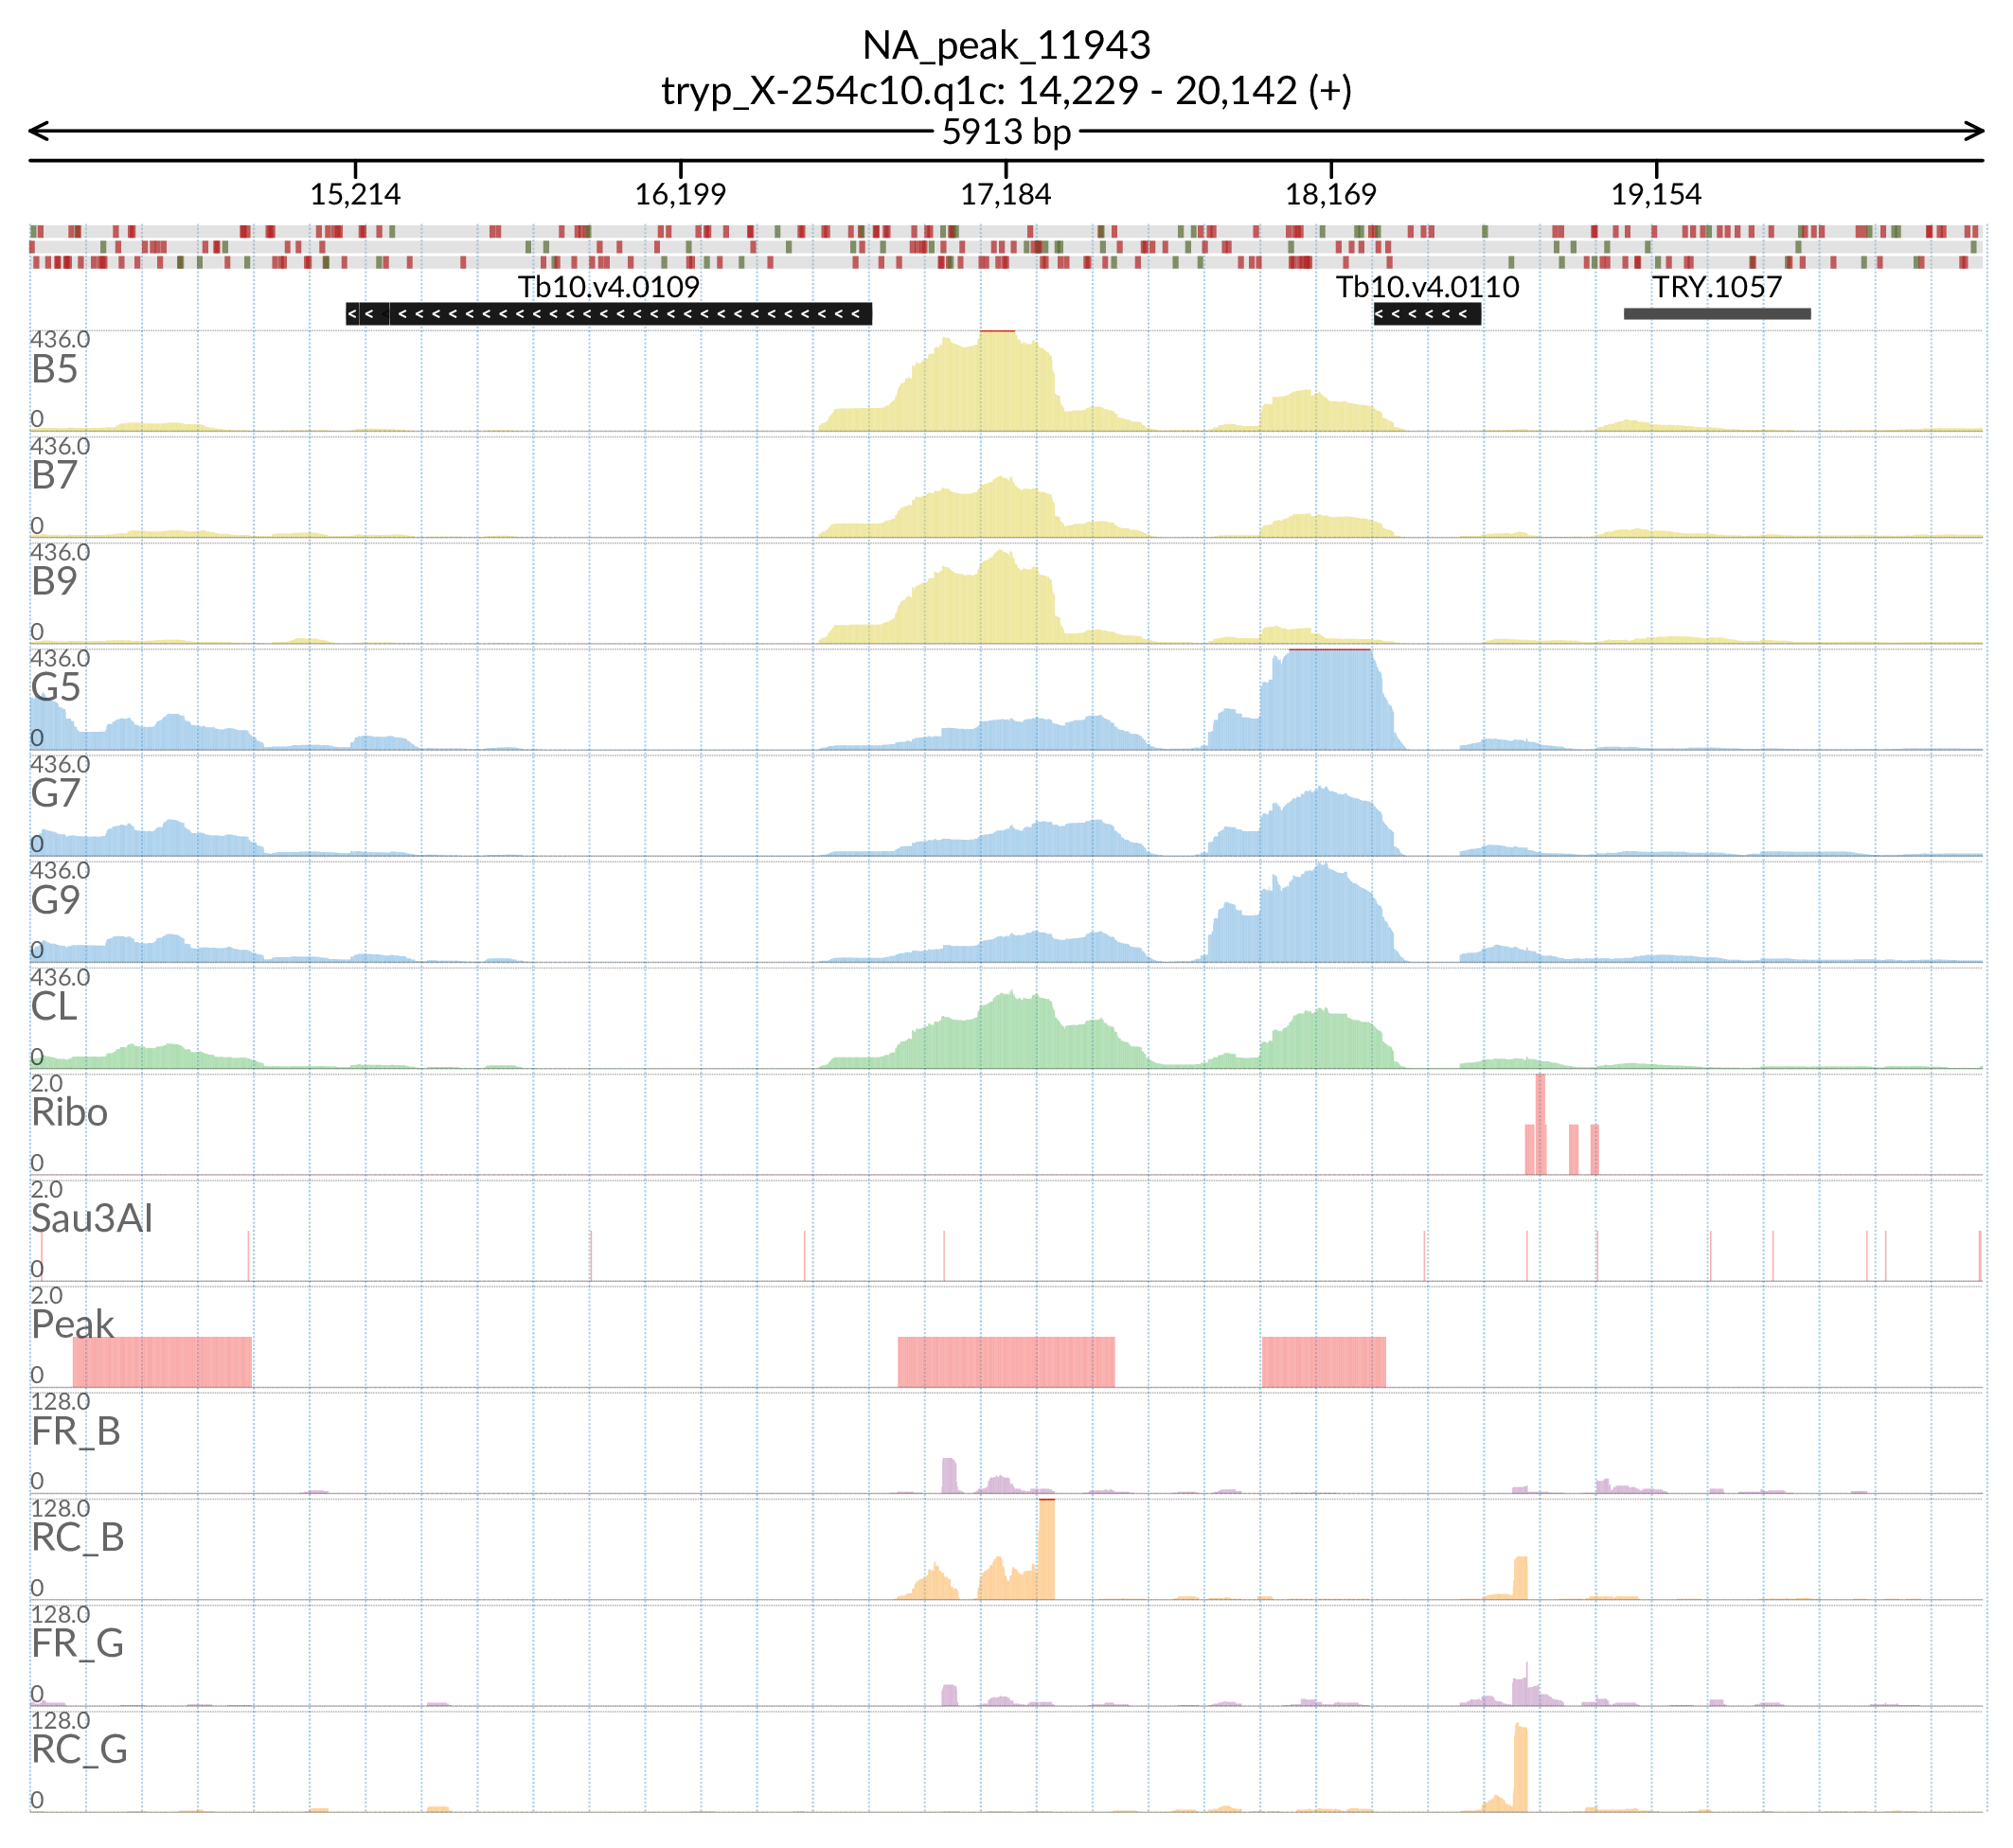 NA_peak_11943
tryp_X-254c10.q1c: 14,229 - 20,142 (+)
5913 bp
15,214 16,199 17,184 18,169 19,154
Tb10.v4.0109 Tb10.v4.0110 TRY.1057
436.0
B5
0
436.0
B7
0
436.0
B9
0
436.0
G5
0
436.0
G7
0
436.0
G9
0
436.0
CL
0
2.0
Ribo
0
2.0
Sau3AI
0
2.0
Peak
0
128.0
FR_B
0
128.0
RC_B
0
128.0
FR_G
0
128.0
RC_G
0